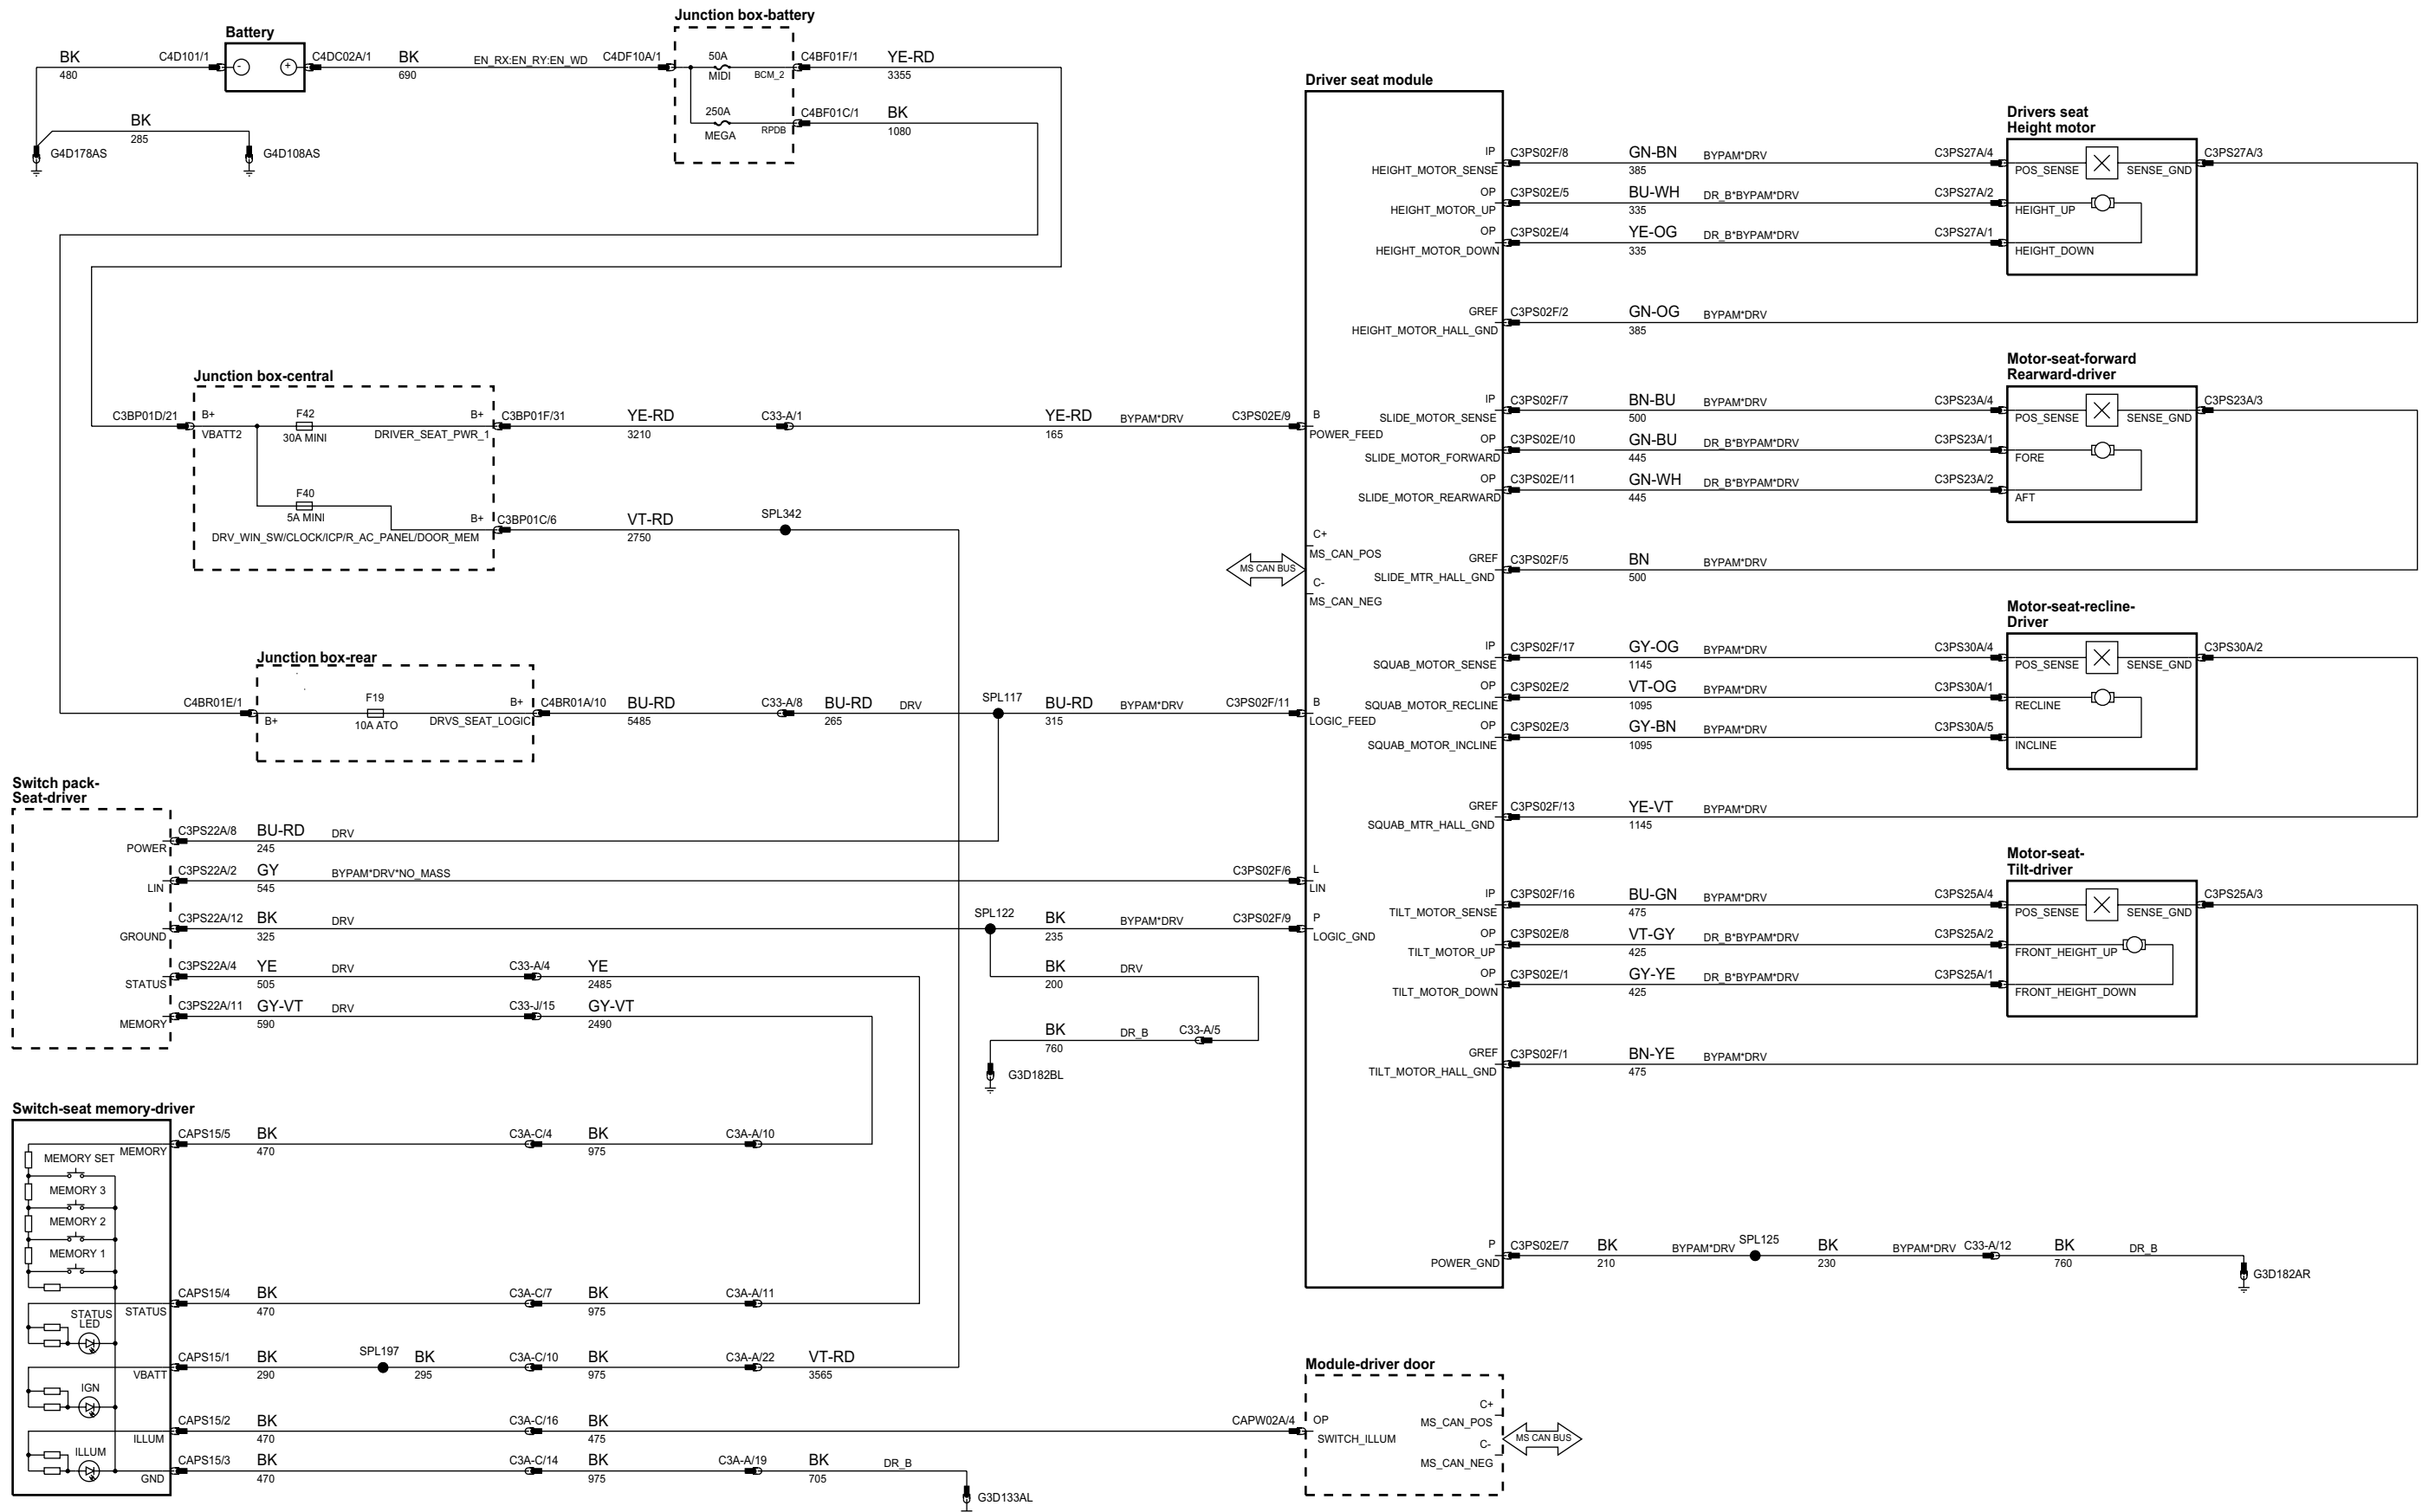 Junction box-battery
Battery
BK
480
C4D101/1
-
+
C4DC02A/1
BK
690
EN_RX:EN_RY:EN_WD
C4DF10A/1
50A
MIDI
BCM_2
C4BF01F/1
YE-RD
3355
250A
MEGA
RPDB
C4BF01C/1
BK
1080
BK
285
G4D178AS
G4D108AS
Junction box-central
C3BP01D/21
B+
VBATT2
F42
30A MINI
B+
DRIVER_SEAT_PWR_1
C3BP01F/31
YE-RD
3210
C33-A/1
YE-RD
165
BYPAM*DRV
C3PS02E/9
F40
5A MINI
B+
DRV_WIN_SW/CLOCK/ICP/R_AC_PANEL/DOOR_MEM
C3BP01C/6
VT-RD
2750
SPL342
Junction box-rear
C4BR01E/1
B+
F19
10A ATO
B+
DRVS_SEAT_LOGIC
C4BR01A/10
BU-RD
5485
C33-A/8
BU-RD
265
DRV
SPL117
BU-RD
315
BYPAM*DRV
C3PS02F/11
Switch pack-
Seat-driver
POWER
C3PS22A/8
BU-RD
245
DRV
LIN
C3PS22A/2
GY
545
BYPAM*DRV*NO_MASS
C3PS02F/6
GROUND
C3PS22A/12
BK
325
DRV
SPL122
BK
235
BYPAM*DRV
C3PS02F/9
STATUS
C3PS22A/4
YE
505
DRV
C33-A/4
YE
2485
BK
200
DRV
MEMORY
C3PS22A/11
GY-VT
590
DRV
C33-J/15
GY-VT
2490
BK
760
DR_B
C33-A/5
G3D182BL
Switch-seat memory-driver
MEMORY
CAPS15/5
BK
470
C3A-C/4
BK
975
C3A-A/10
MEMORY SET
MEMORY 3
MEMORY 2
MEMORY 1
STATUS
CAPS15/4
BK
470
C3A-C/7
BK
975
C3A-A/11
STATUS
LED
VBATT
CAPS15/1
BK
290
SPL197
BK
295
C3A-C/10
BK
975
C3A-A/22
VT-RD
3565
IGN
ILLUM
CAPS15/2
BK
470
C3A-C/16
BK
475
CAPW02A/4
ILLUM
GND
CAPS15/3
BK
470
C3A-C/14
BK
975
C3A-A/19
BK
705
DR_B
G3D133AL
Driver seat module
B
POWER_FEED
C+
MS_CAN_POS
MS CAN BUS
C-
MS_CAN_NEG
B
LOGIC_FEED
L
LIN
P
LOGIC_GND
IP
HEIGHT_MOTOR_SENSE
C3PS02F/8
GN-BN
385
BYPAM*DRV
C3PS27A/4
OP
HEIGHT_MOTOR_UP
C3PS02E/5
BU-WH
335
DR_B*BYPAM*DRV
C3PS27A/2
OP
HEIGHT_MOTOR_DOWN
C3PS02E/4
YE-OG
335
DR_B*BYPAM*DRV
C3PS27A/1
GREF
HEIGHT_MOTOR_HALL_GND
C3PS02F/2
GN-OG
385
BYPAM*DRV
Drivers seat
Height motor
POS_SENSE
SENSE_GND
C3PS27A/3
HEIGHT_UP
HEIGHT_DOWN
IP
SLIDE_MOTOR_SENSE
C3PS02F/7
BN-BU
500
BYPAM*DRV
C3PS23A/4
OP
SLIDE_MOTOR_FORWARD
C3PS02E/10
GN-BU
445
DR_B*BYPAM*DRV
C3PS23A/1
OP
SLIDE_MOTOR_REARWARD
C3PS02E/11
GN-WH
445
DR_B*BYPAM*DRV
C3PS23A/2
GREF
SLIDE_MTR_HALL_GND
C3PS02F/5
BN
500
BYPAM*DRV
Motor-seat-forward
Rearward-driver
POS_SENSE
SENSE_GND
C3PS23A/3
FORE
AFT
IP
SQUAB_MOTOR_SENSE
C3PS02F/17
GY-OG
1145
BYPAM*DRV
C3PS30A/4
OP
SQUAB_MOTOR_RECLINE
C3PS02E/2
VT-OG
1095
BYPAM*DRV
C3PS30A/1
OP
SQUAB_MOTOR_INCLINE
C3PS02E/3
GY-BN
1095
BYPAM*DRV
C3PS30A/5
GREF
SQUAB_MTR_HALL_GND
C3PS02F/13
YE-VT
1145
BYPAM*DRV
Motor-seat-recline-
Driver
POS_SENSE
SENSE_GND
C3PS30A/2
RECLINE
INCLINE
IP
TILT_MOTOR_SENSE
C3PS02F/16
BU-GN
475
BYPAM*DRV
C3PS25A/4
OP
TILT_MOTOR_UP
C3PS02E/8
VT-GY
425
DR_B*BYPAM*DRV
C3PS25A/2
OP
TILT_MOTOR_DOWN
C3PS02E/1
GY-YE
425
DR_B*BYPAM*DRV
C3PS25A/1
GREF
TILT_MOTOR_HALL_GND
C3PS02F/1
BN-YE
475
BYPAM*DRV
Motor-seat-
Tilt-driver
POS_SENSE
SENSE_GND
C3PS25A/3
FRONT_HEIGHT_UP
FRONT_HEIGHT_DOWN
P
POWER_GND
C3PS02E/7
BK
210
BYPAM*DRV
SPL125
BK
230
BYPAM*DRV
C33-A/12
BK
760
DR_B
G3D182AR
Module-driver door
OP
SWITCH_ILLUM
C+
MS_CAN_POS
C-
MS_CAN_NEG
MS CAN BUS